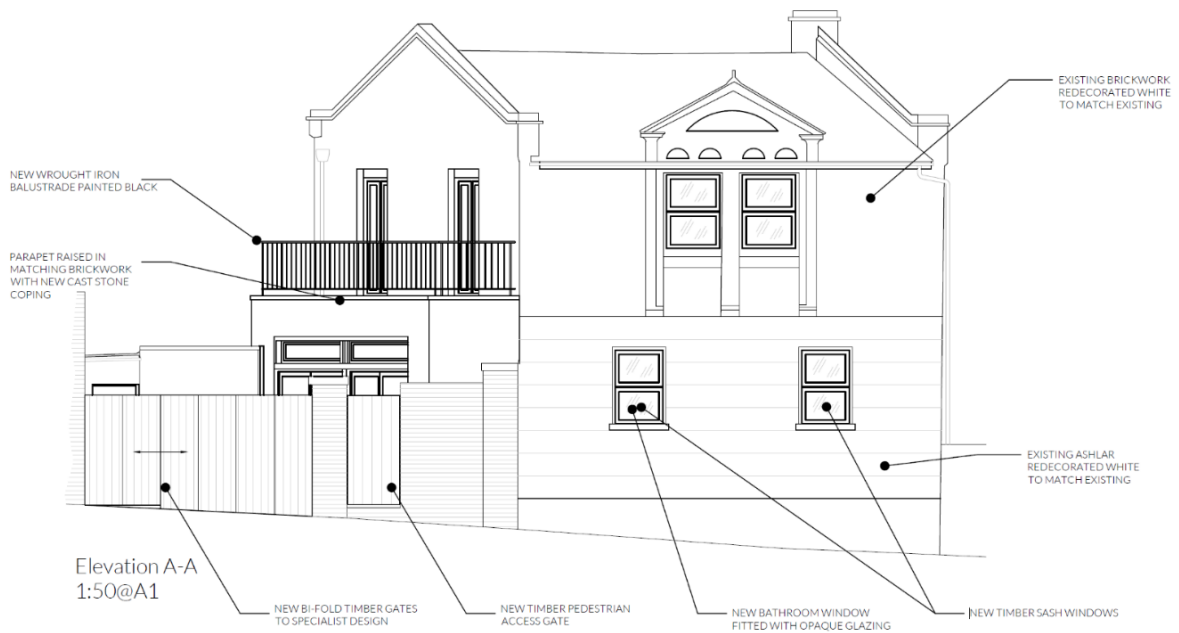 EXISTING BRICKWORK
REDECORATED WHITE
TO MATCH EXISTING
NEW WROUGHT IRON
BALUSTRADE PAINTED BLACK
PARAPET RAISED IN
MATCHING BRICKWORK
WITH NEW CAST STONE
COPING
EXISTING ASHLAR
REDECORATED WHITE
TO MATCH EXISTING
Elevation A-A
1:50@A1
NEW BI-FOLD TIMBER GATES
TO SPECIALIST DESIGN
NEW TIMBER PEDESTRIAN
ACCESS GATE
NEW BATHROOM WINDOW
FITTED WITH OPAQUE GLAZING
NEW TIMBER SASH WINDOWS